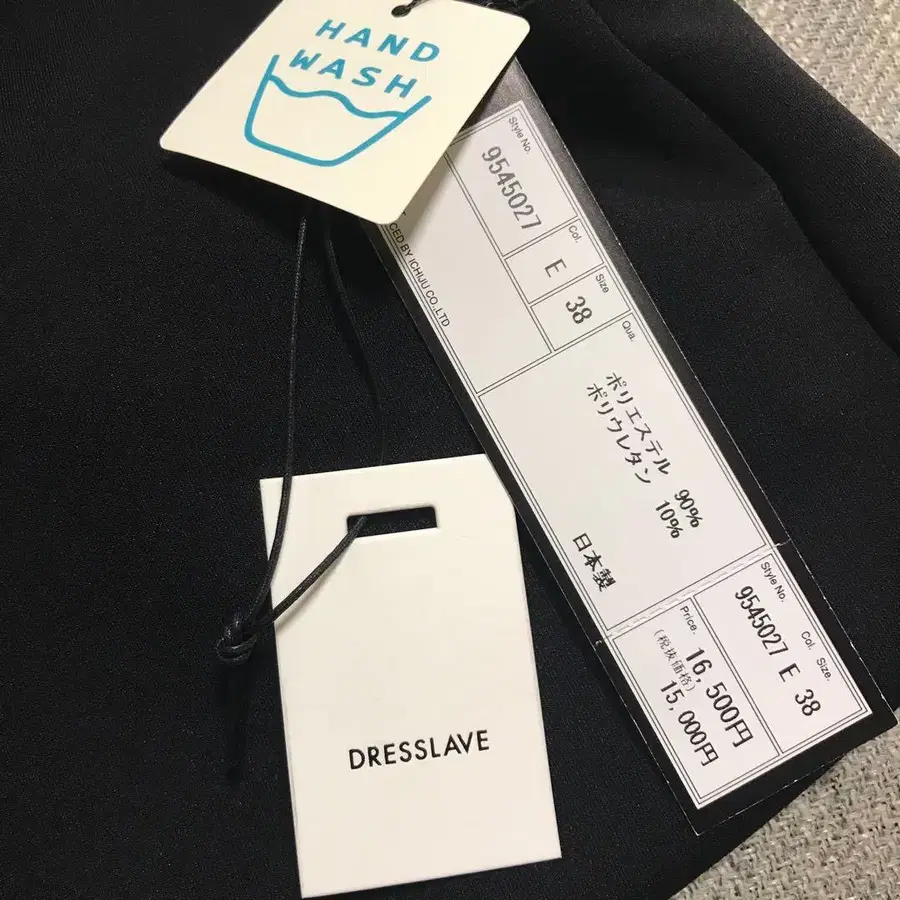 HAND
WASH
Style No.
9545027
Col.
E
Size
38
CED BY ICHIJU CO.,LTD
Qua.
ポリエステル 90%
ポリウレタン 10%
日本製
Style No. Col. Size.
9545027 E 38
Price.
16,500円
(税抜価格)
15,000円
DRESSLAVE